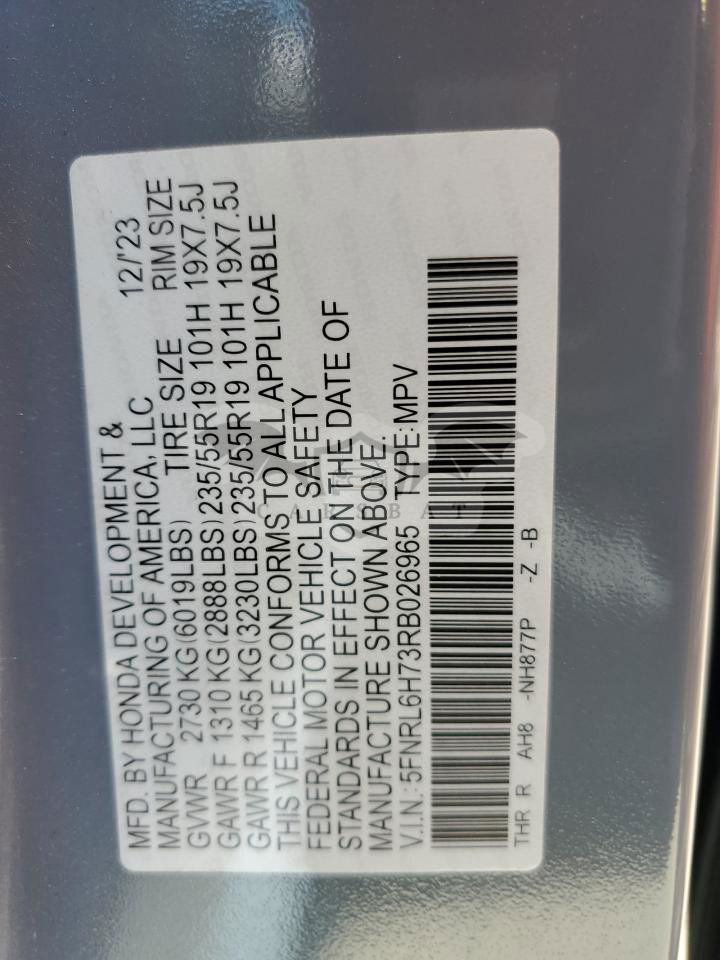 MFD. BY HONDA DEVELOPMENT &
MANUFACTURING OF AMERICA, LLC 12/'23
GVWR 2730 KG(6019LBS) TIRE SIZE RIM SIZE
GAWR F 1310 KG(2888LBS)235/55R19 101H 19X7.5J
GAWR R 1465 KG(3230LBS)235/55R19 101H 19X7.5J
THIS VEHICLE CONFORMS TO ALL APPLICABLE
FEDERAL MOTOR VEHICLE SAFETY
STANDARDS IN EFFECT ON THE DATE OF
MANUFACTURE SHOWN ABOVE.
V.I.N.:5FNRL6H73RB026965 TYPE:MPV
THR R AH8 -NH877P -Z -B
CARSBAT